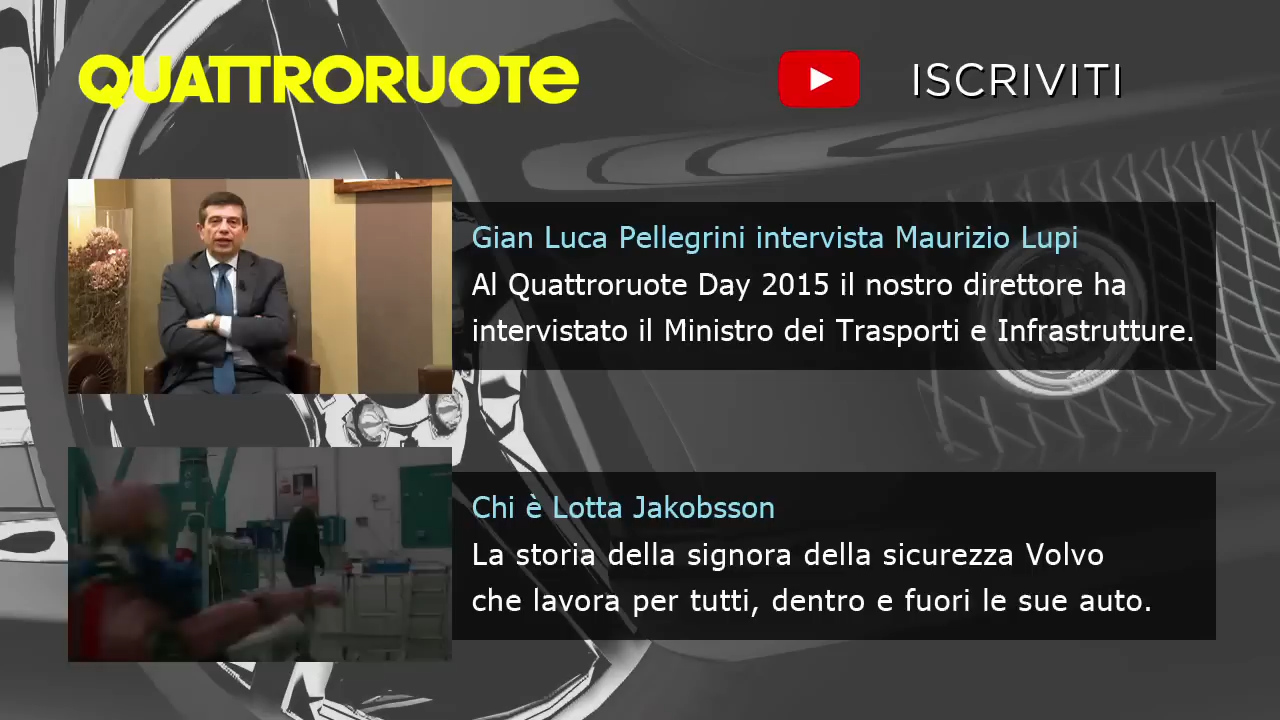 QUATTRORUOTe
ISCRIVITI
Gian Luca Pellegrini intervista Maurizio Lupi
Al Quattroruote Day 2015 il nostro direttore ha
intervistato il Ministro dei Trasporti e Infrastrutture.
Chi è Lotta Jakobsson
La storia della signora della sicurezza Volvo
che lavora per tutti, dentro e fuori le sue auto.